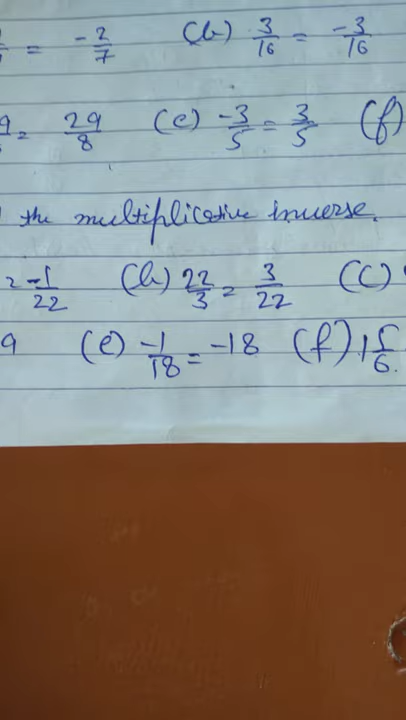 = -2/7 (b) 3/16 = -3/16
= 29/8 (e) -3/5 = 3/5 (f)
the multiplicative inverse.
= -1/22 (b) 22/3 = 3/22 (c)
9 (e) -1/18 = -18 (f) 1 5/6